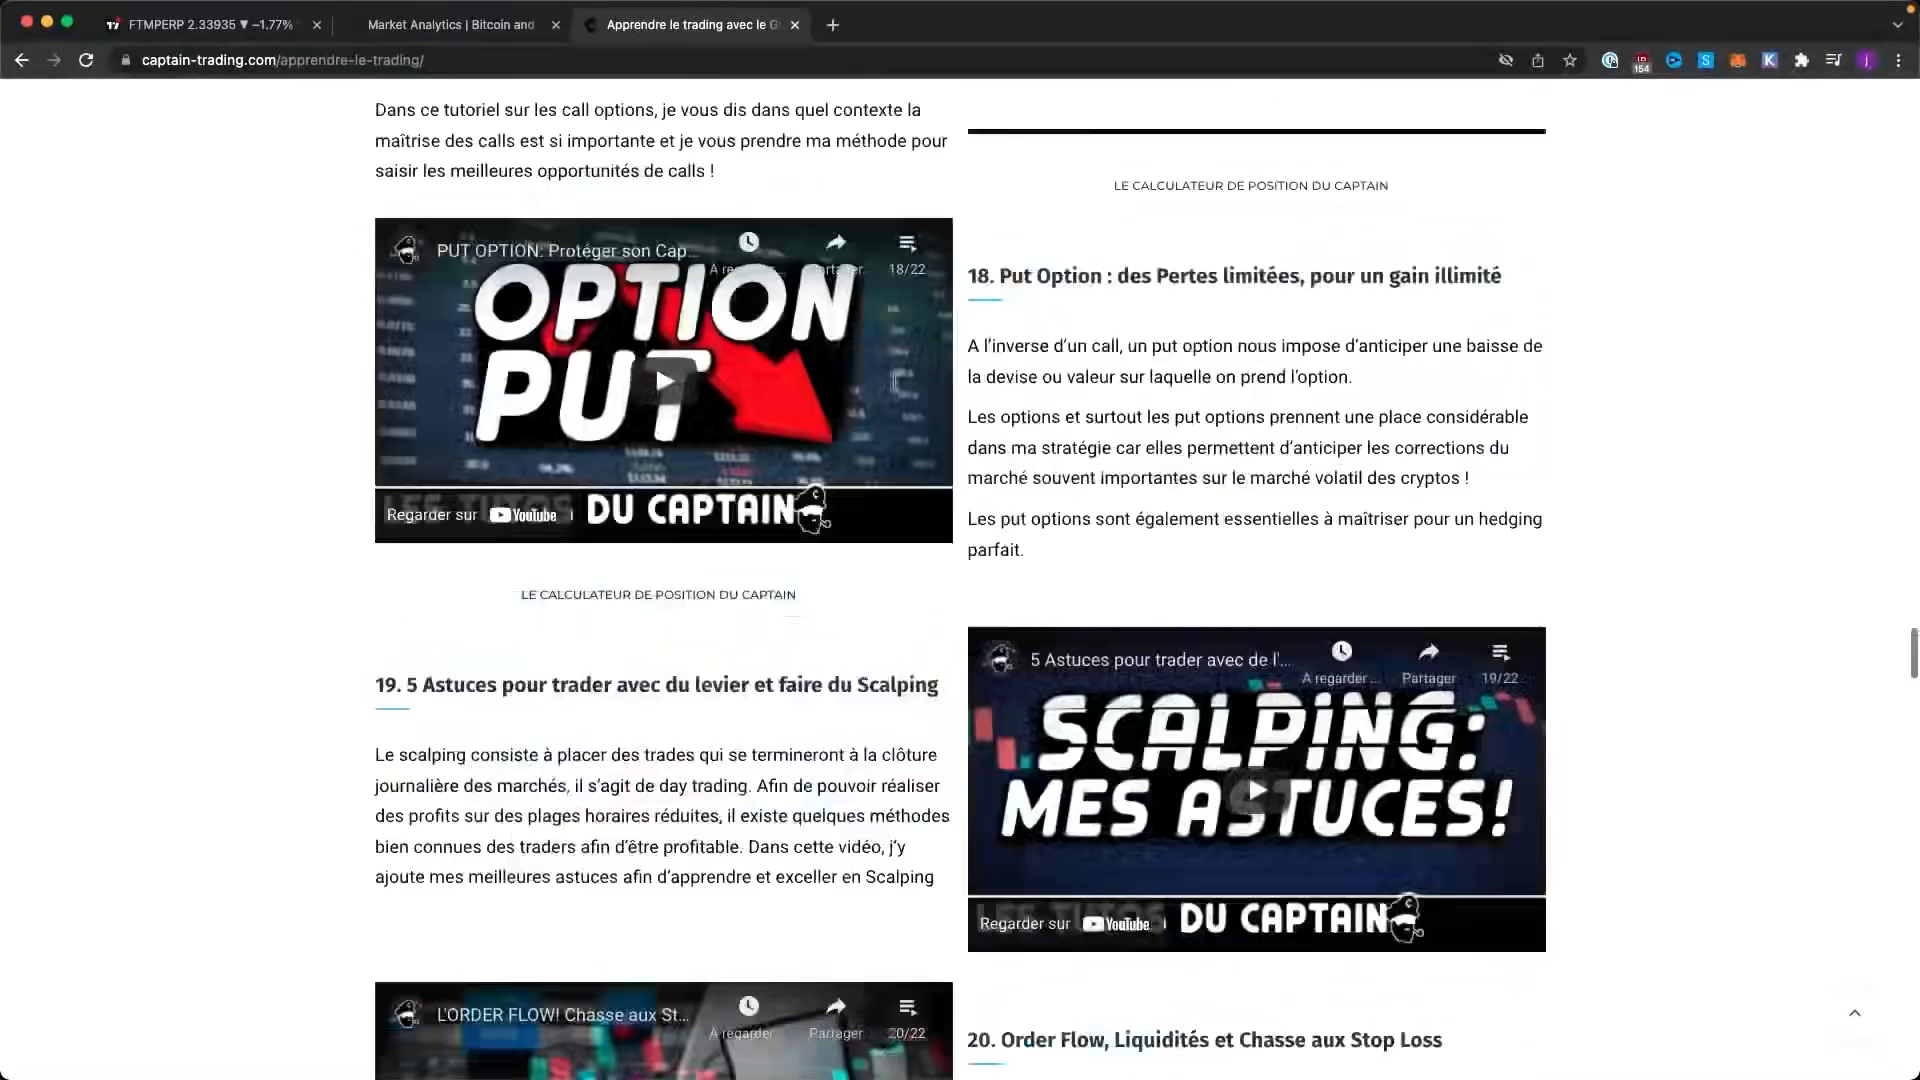 FTMPERP 2.33935 ▼ −1.77%
Market Analytics | Bitcoin and
Apprendre le trading avec le G
captain-trading.com/apprendre-le-trading/
154
j
Dans ce tutoriel sur les call options, je vous dis dans quel contexte la
maîtrise des calls est si importante et je vous prendre ma méthode pour
saisir les meilleures opportunités de calls !
LE CALCULATEUR DE POSITION DU CAPTAIN
PUT OPTION: Protéger son Cap...
18/22
OPTION
PUT
Regarder sur YouTube
DU CAPTAIN
18. Put Option : des Pertes limitées, pour un gain illimité
A l’inverse d’un call, un put option nous impose d’anticiper une baisse de
la devise ou valeur sur laquelle on prend l’option.
Les options et surtout les put options prennent une place considérable
dans ma stratégie car elles permettent d’anticiper les corrections du
marché souvent importantes sur le marché volatil des cryptos !
Les put options sont également essentielles à maîtriser pour un hedging
parfait.
LE CALCULATEUR DE POSITION DU CAPTAIN
19. 5 Astuces pour trader avec du levier et faire du Scalping
Le scalping consiste à placer des trades qui se termineront à la clôture
journalière des marchés, il s’agit de day trading. Afin de pouvoir réaliser
des profits sur des plages horaires réduites, il existe quelques méthodes
bien connues des traders afin d’être profitable. Dans cette vidéo, j’y
ajoute mes meilleures astuces afin d’apprendre et exceller en Scalping
5 Astuces pour trader avec de l'...
A regarder ...
Partager
19/22
SCALPING:
MES ASTUCES!
Regarder sur YouTube
LES TUTOS DU CAPTAIN
L'ORDER FLOW! Chasse aux St...
A regarder
Partager
20/22
20. Order Flow, Liquidités et Chasse aux Stop Loss